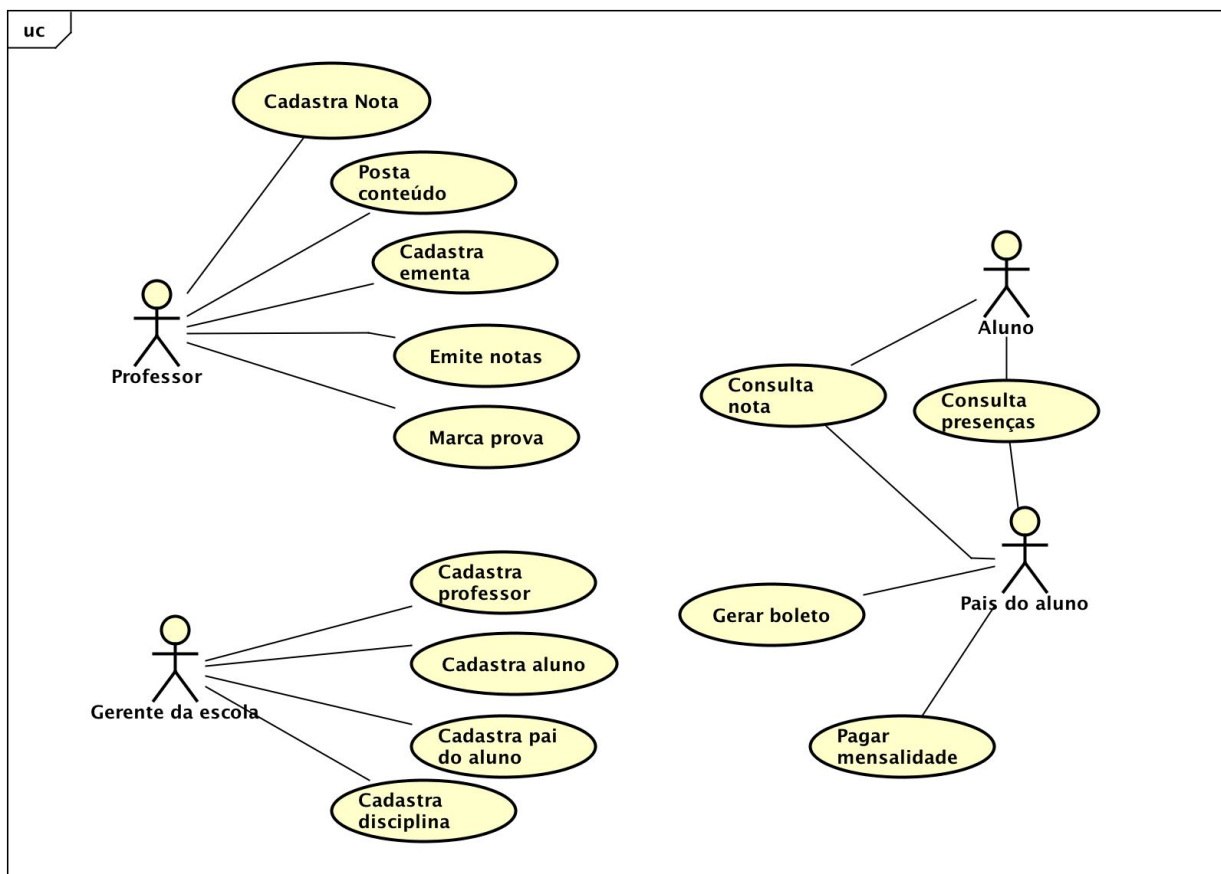 uc
Cadastra Nota
Posta
conteúdo
Cadastra
ementa
Emite notas
Marca prova
Professor
Aluno
Consulta
nota
Consulta
presenças
Pais do aluno
Gerar boleto
Pagar
mensalidade
Cadastra
professor
Cadastra aluno
Cadastra pai
do aluno
Cadastra
disciplina
Gerente da escola